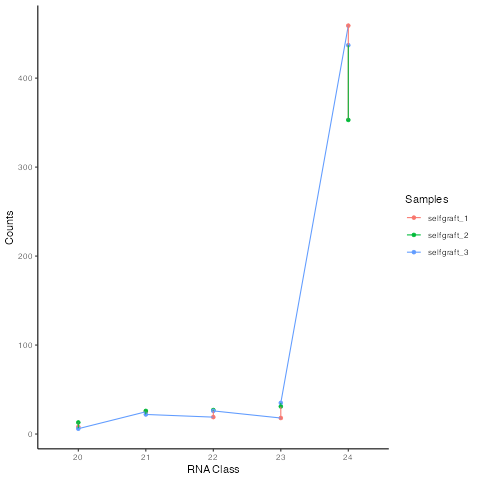 400
300
200
100
0
Counts
20 21 22 23 24
RNA Class
Samples
selfgraft_1
selfgraft_2
selfgraft_3